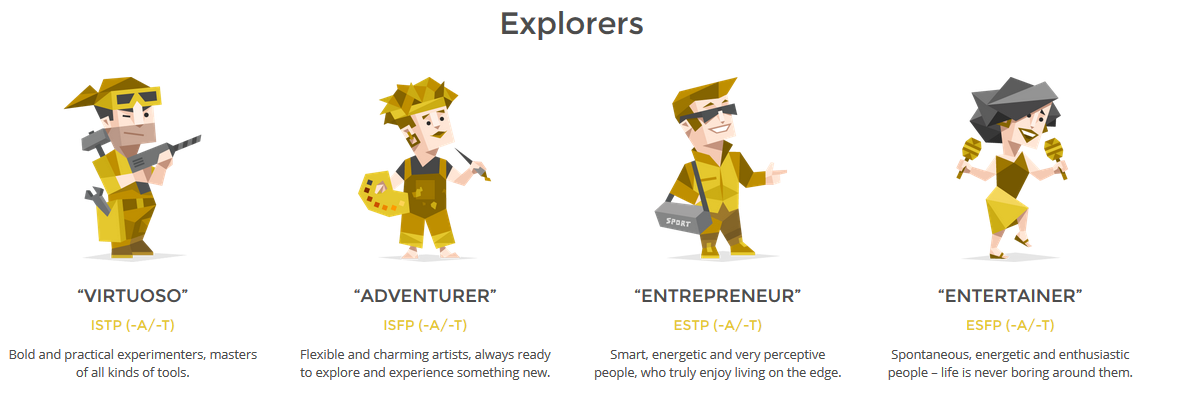 Explorers
SPORT
“VIRTUOSO”
ISTP (-A/-T)
Bold and practical experimenters, masters
of all kinds of tools.
“ADVENTURER”
ISFP (-A/-T)
Flexible and charming artists, always ready
to explore and experience something new.
“ENTREPRENEUR”
ESTP (-A/-T)
Smart, energetic and very perceptive
people, who truly enjoy living on the edge.
“ENTERTAINER”
ESFP (-A/-T)
Spontaneous, energetic and enthusiastic
people – life is never boring around them.